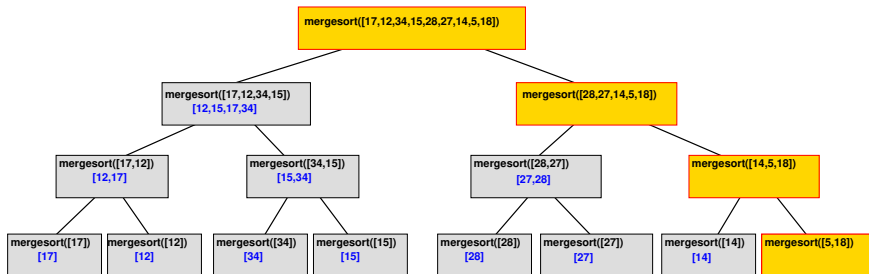 mergesort([17,12,34,15,28,27,14,5,18])
mergesort([17,12,34,15])
[12,15,17,34]
mergesort([28,27,14,5,18])
mergesort([17,12])
[12,17]
mergesort([34,15])
[15,34]
mergesort([28,27])
[27,28]
mergesort([14,5,18])
mergesort([17])
[17]
mergesort([12])
[12]
mergesort([34])
[34]
mergesort([15])
[15]
mergesort([28])
[28]
mergesort([27])
[27]
mergesort([14])
[14]
mergesort([5,18])